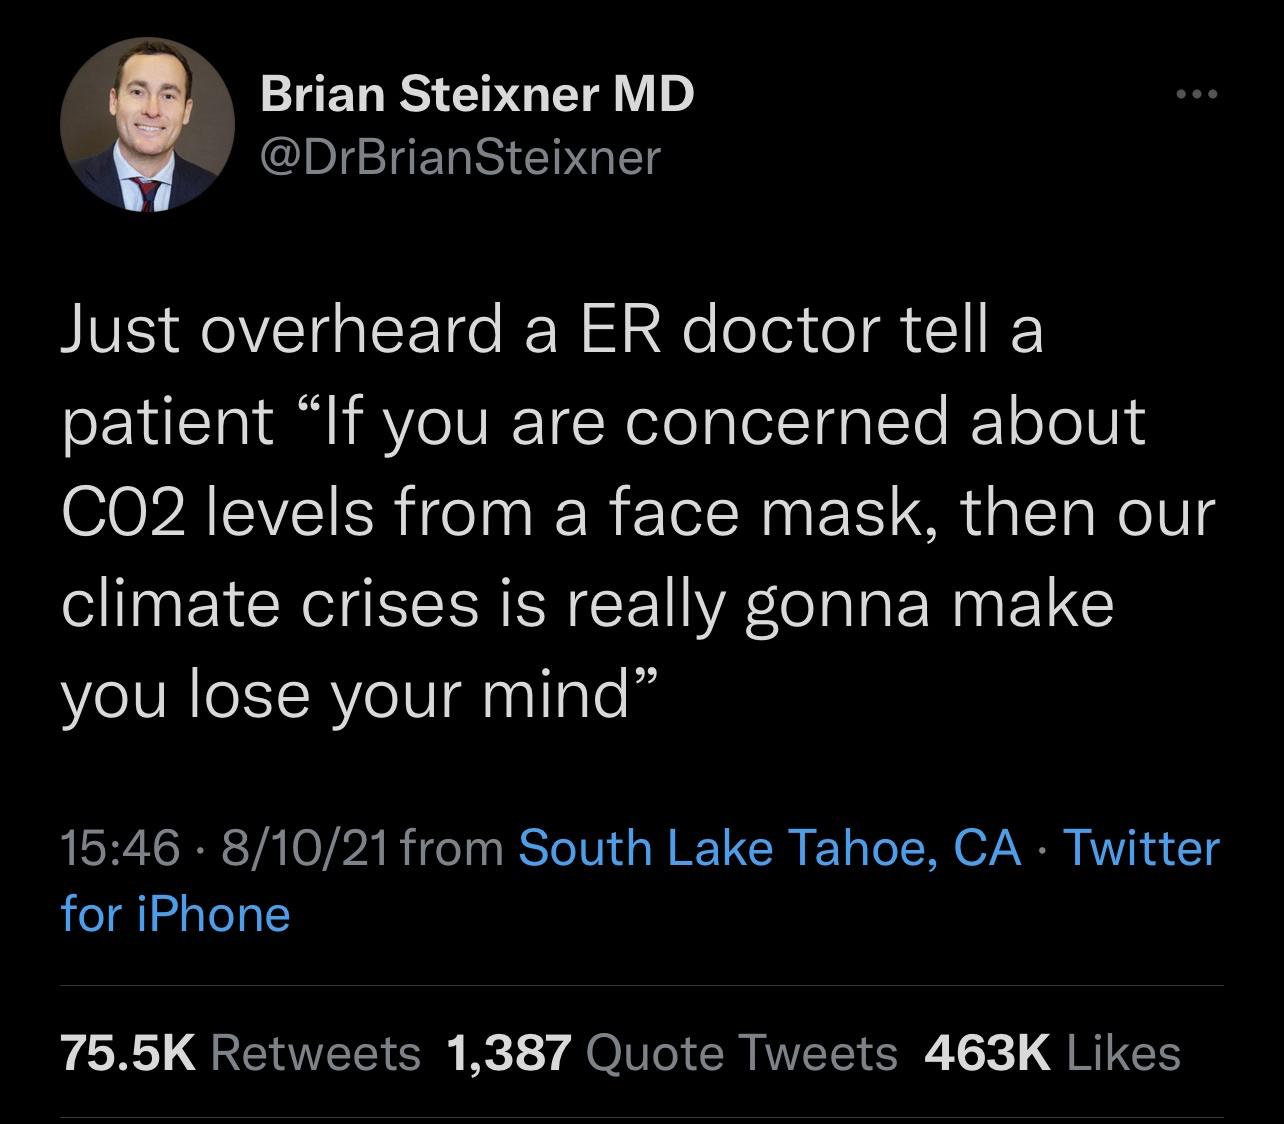 Brian Steixner MD
@DrBrianSteixner
Just overheard a ER doctor tell a
patient “If you are concerned about
C02 levels from a face mask, then our
climate crises is really gonna make
you lose your mind”
15:46 · 8/10/21 from South Lake Tahoe, CA · Twitter
for iPhone
75.5K Retweets 1,387 Quote Tweets 463K Likes